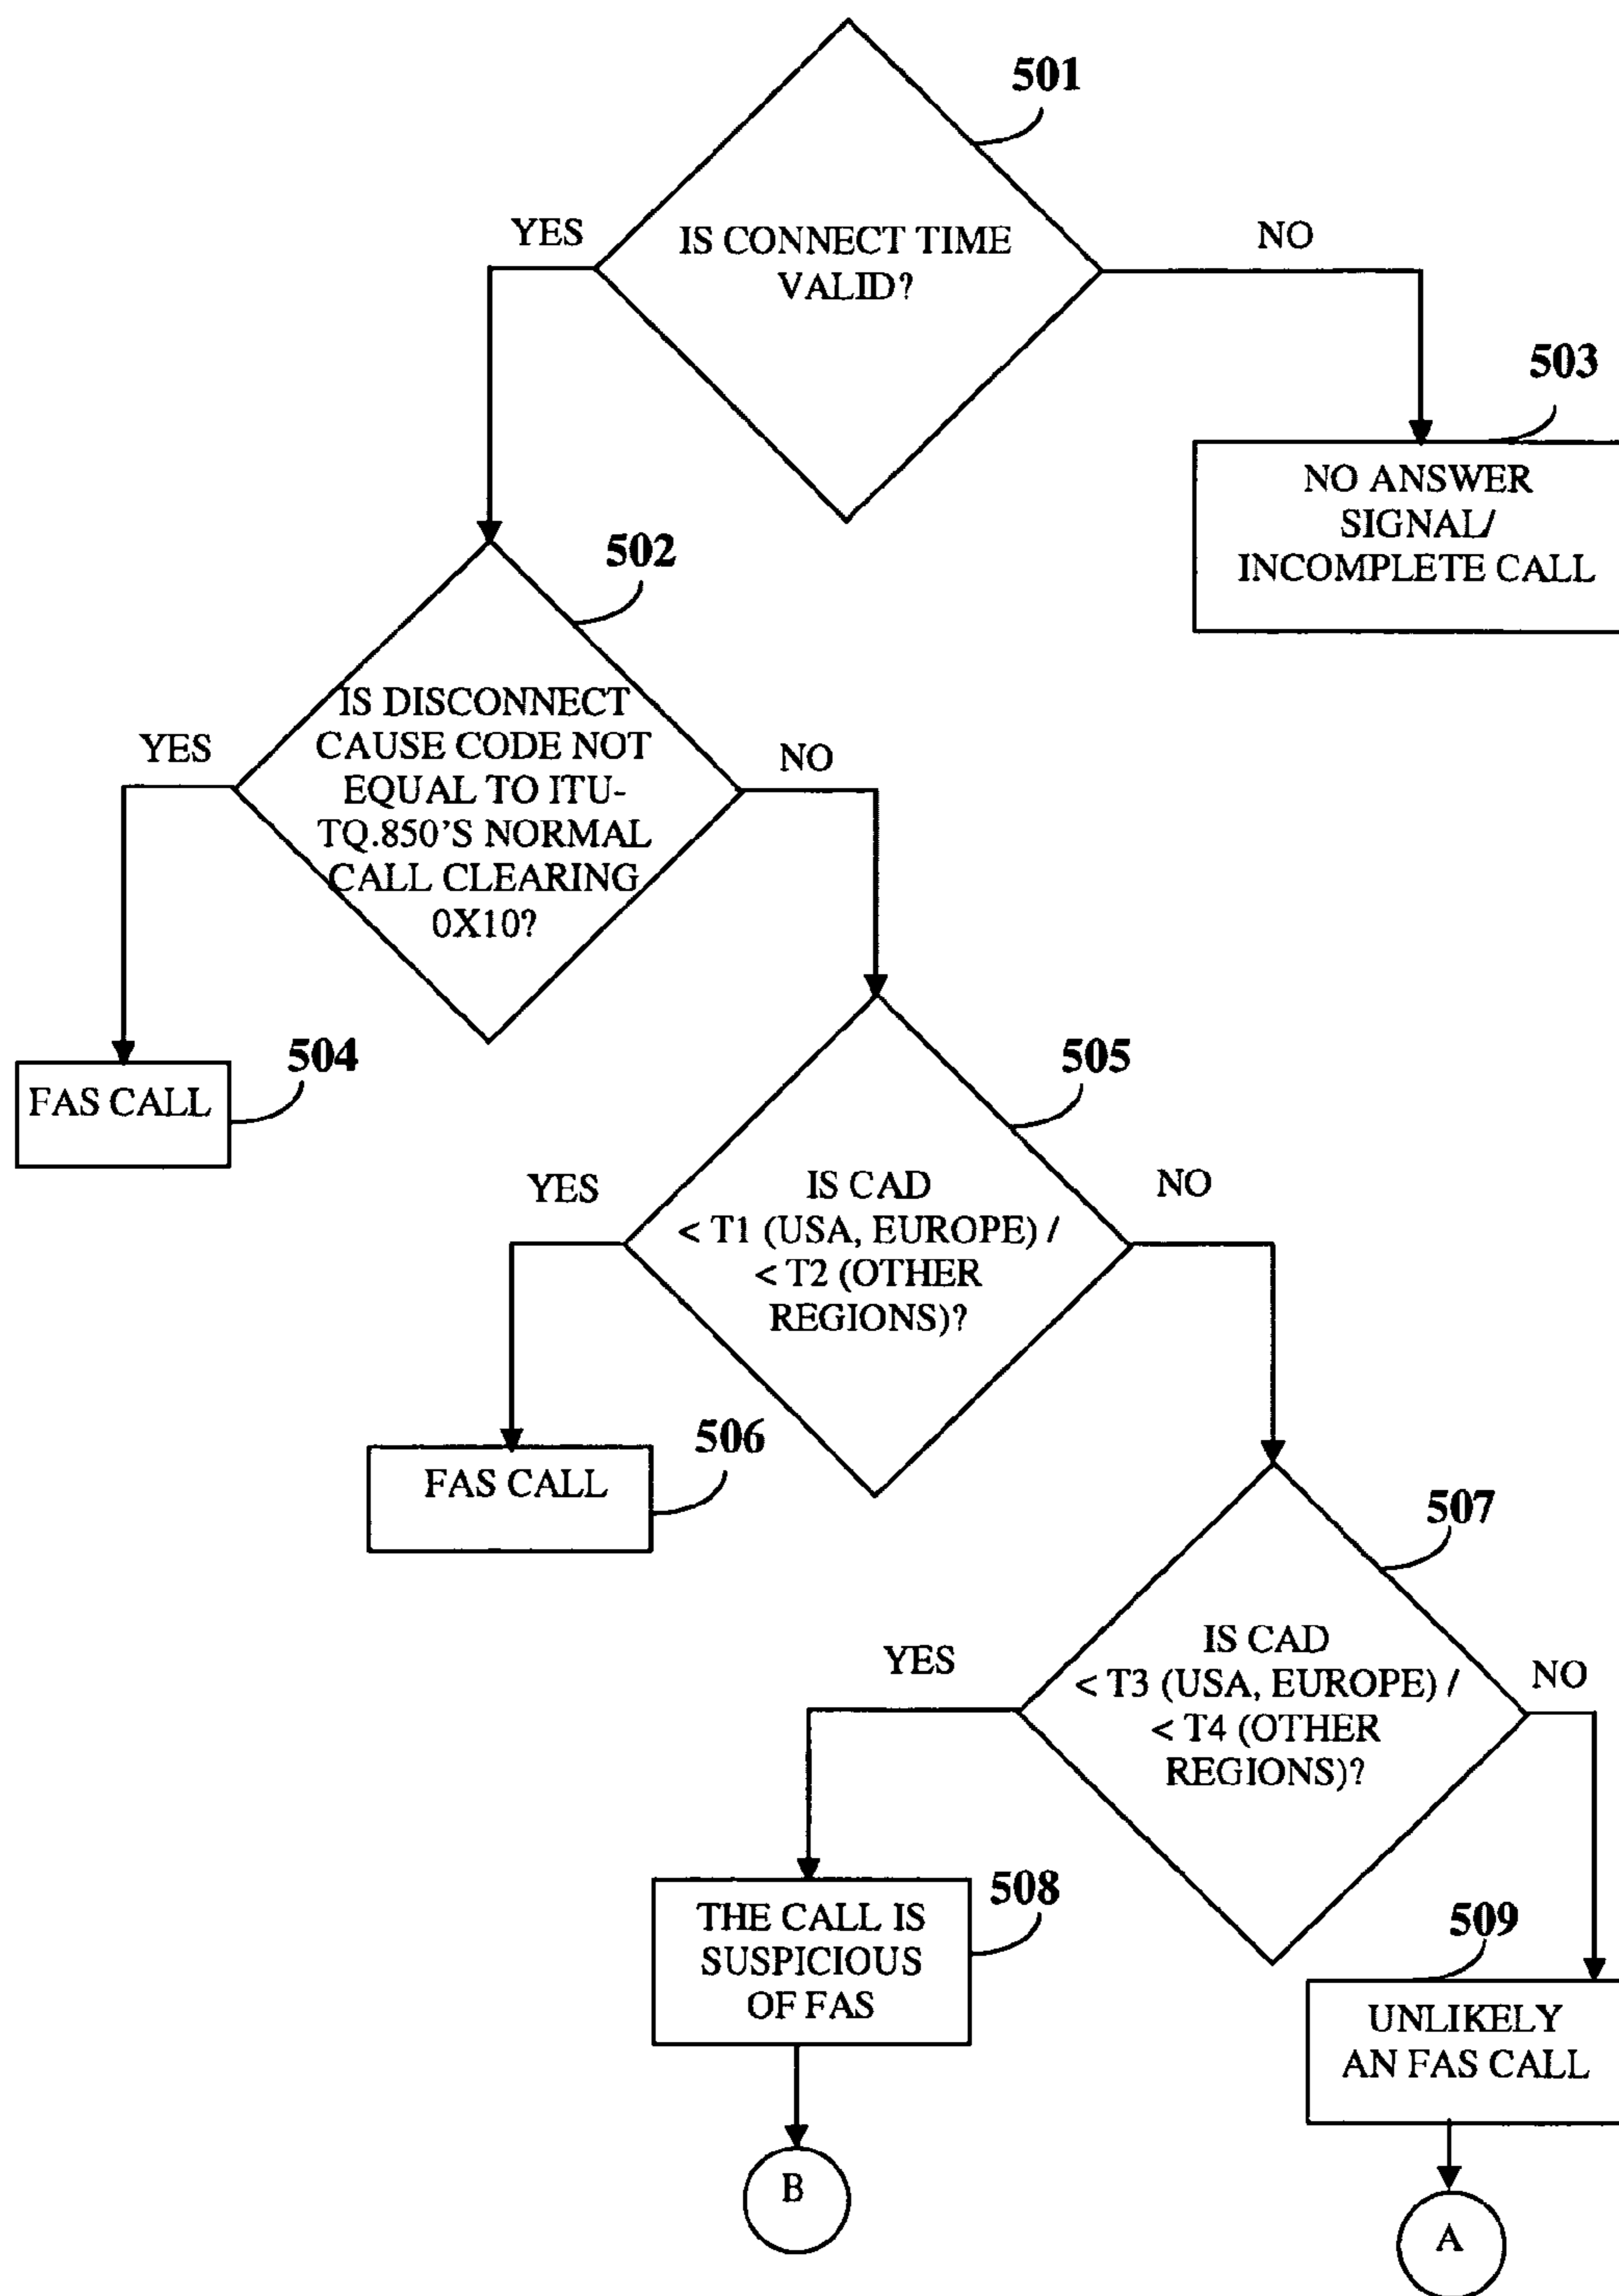 501
YES
IS CONNECT TIME
VALID?
NO
503
NO ANSWER
SIGNAL/
INCOMPLETE CALL
502
YES
IS DISCONNECT
CAUSE CODE NOT
EQUAL TO ITU-
TQ.850'S NORMAL
CALL CLEARING
0X10?
NO
504
FAS CALL
505
YES
IS CAD
< T1 (USA, EUROPE) /
< T2 (OTHER
REGIONS)?
NO
506
FAS CALL
507
YES
IS CAD
< T3 (USA, EUROPE) /
< T4 (OTHER
REGIONS)?
NO
508
THE CALL IS
SUSPICIOUS
OF FAS
509
UNLIKELY
AN FAS CALL
B
A